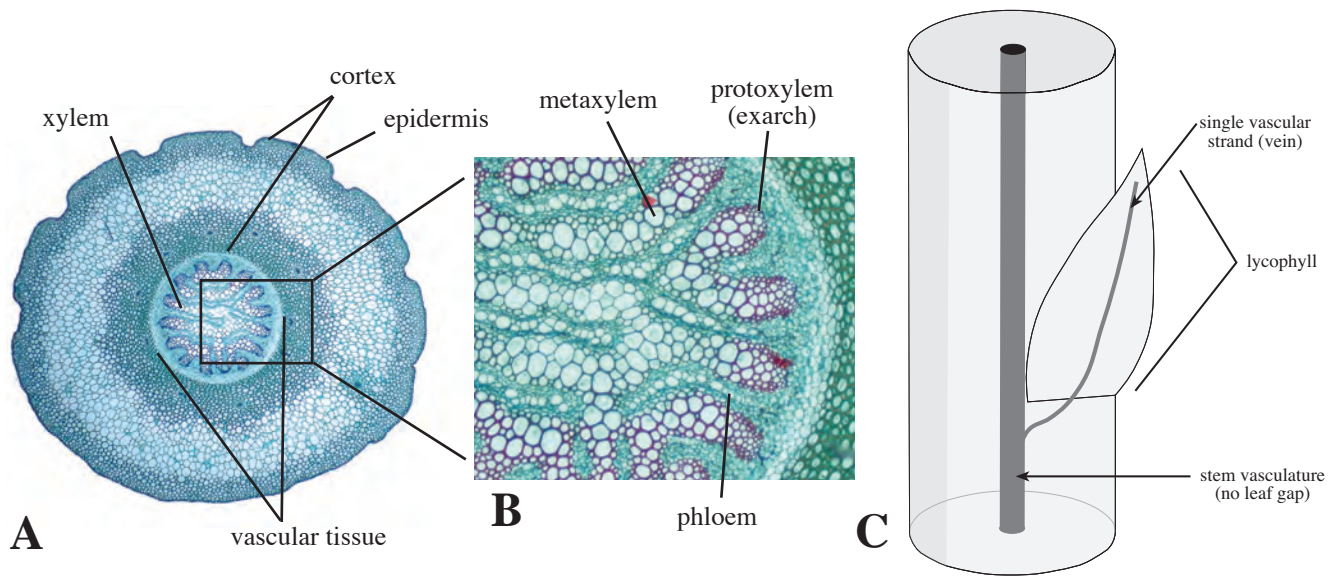 cortex
xylem
epidermis
vascular tissue
A
metaxylem
protoxylem
(exarch)
phloem
B
single vascular
strand (vein)
lycophyll
stem vasculature
(no leaf gap)
C